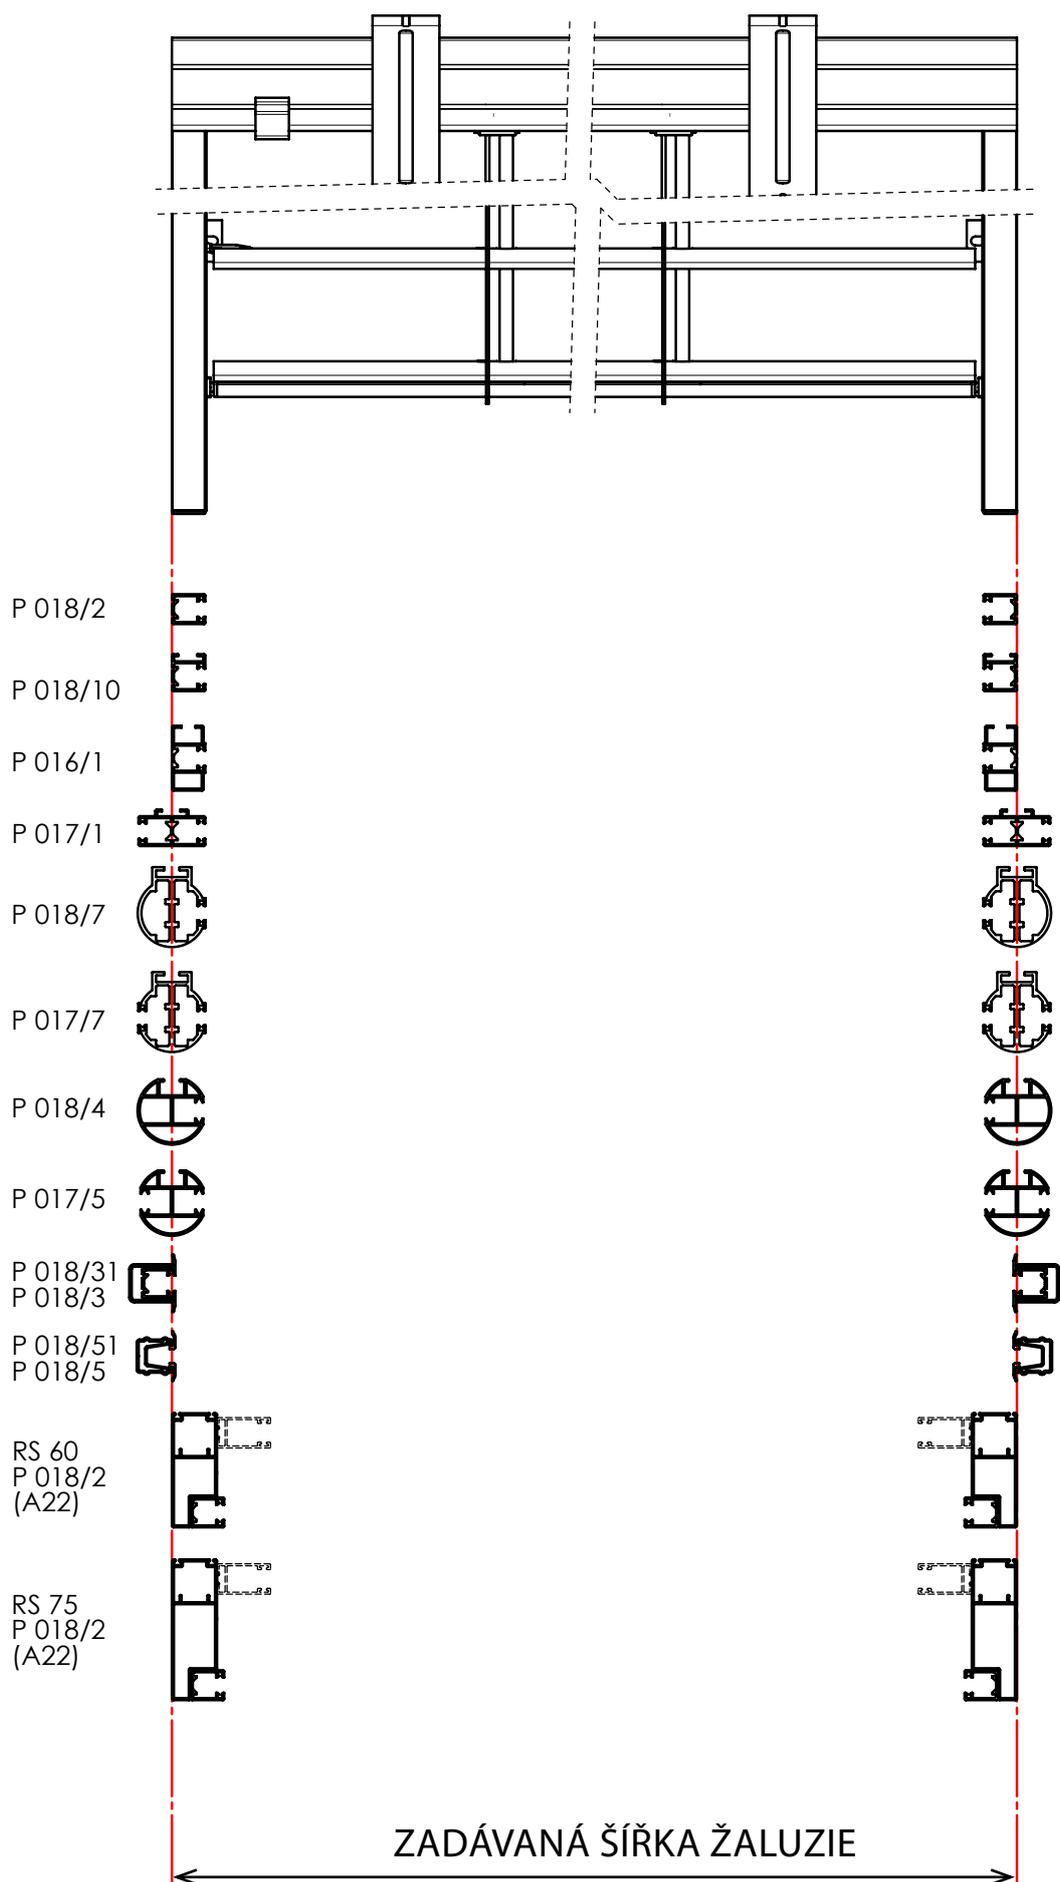 P 018/2
P 018/10
P 016/1
P 017/1
P 018/7
P 017/7
P 018/4
P 017/5
P 018/31
P 018/3
P 018/51
P 018/5
RS 60
P 018/2
(A22)
RS 75
P 018/2
(A22)
ZADÁVANÁ ŠÍŘKA ŽALUZIE